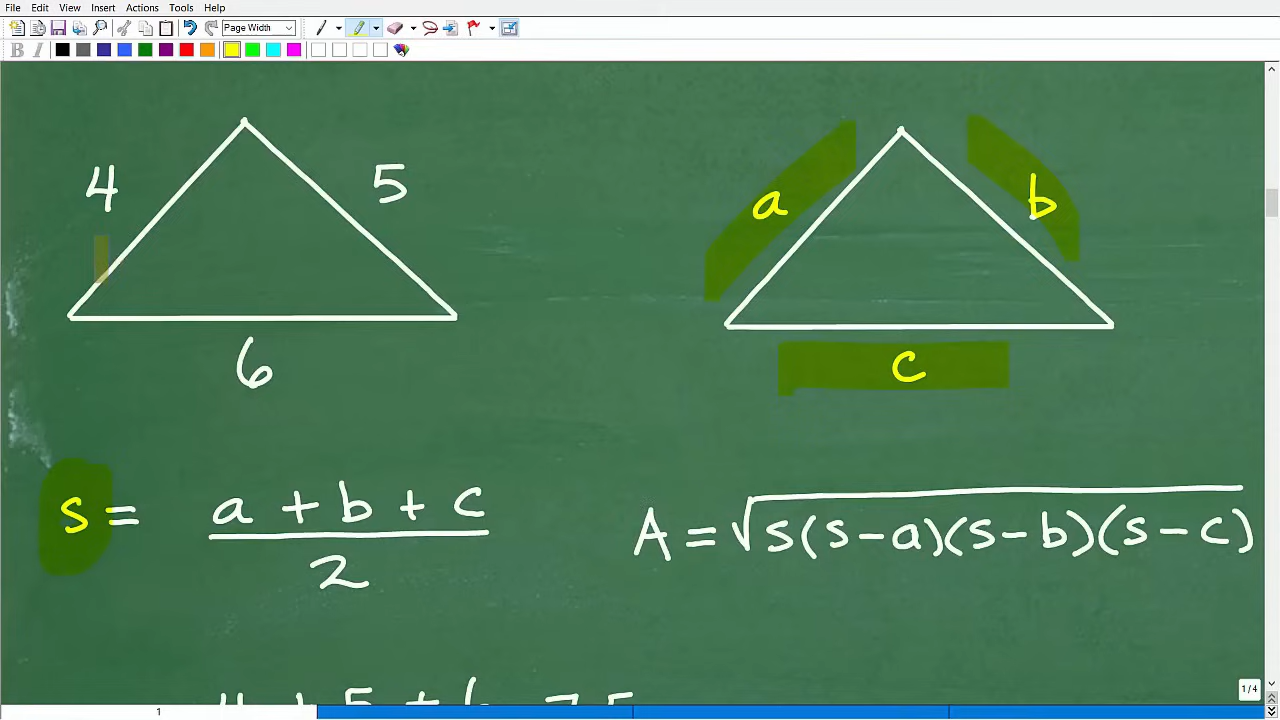 File Edit View Insert Actions Tools Help
Page Width
B I
4 5
6
a b
c
s = a + b + c / 2
A = √s(s-a)(s-b)(s-c)
1/4
1